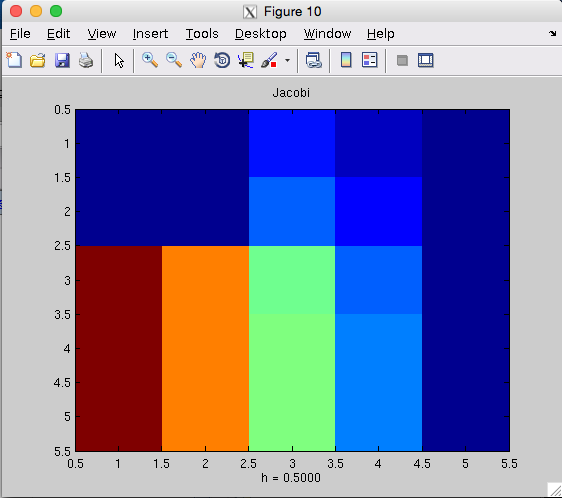 Figure 10
File Edit View Insert Tools Desktop Window Help
Jacobi
0.5
1
1.5
2
2.5
3
3.5
4
4.5
5
5.5
0.5 1 1.5 2 2.5 3 3.5 4 4.5 5 5.5
h = 0.5000